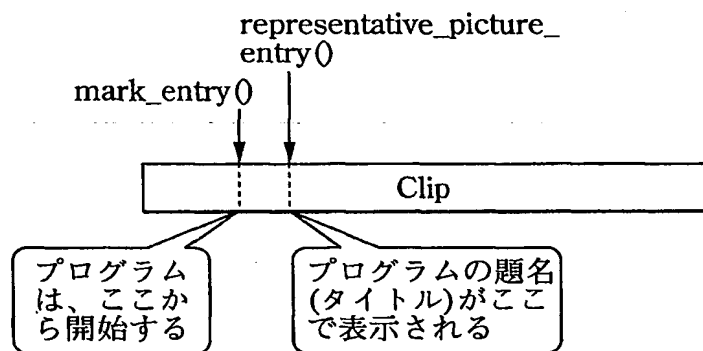 representative_picture_
entry()
mark_entry()
Clip
プログラム
は、ここか
ら開始する
プログラムの題名
(タイトル)がここ
で表示される